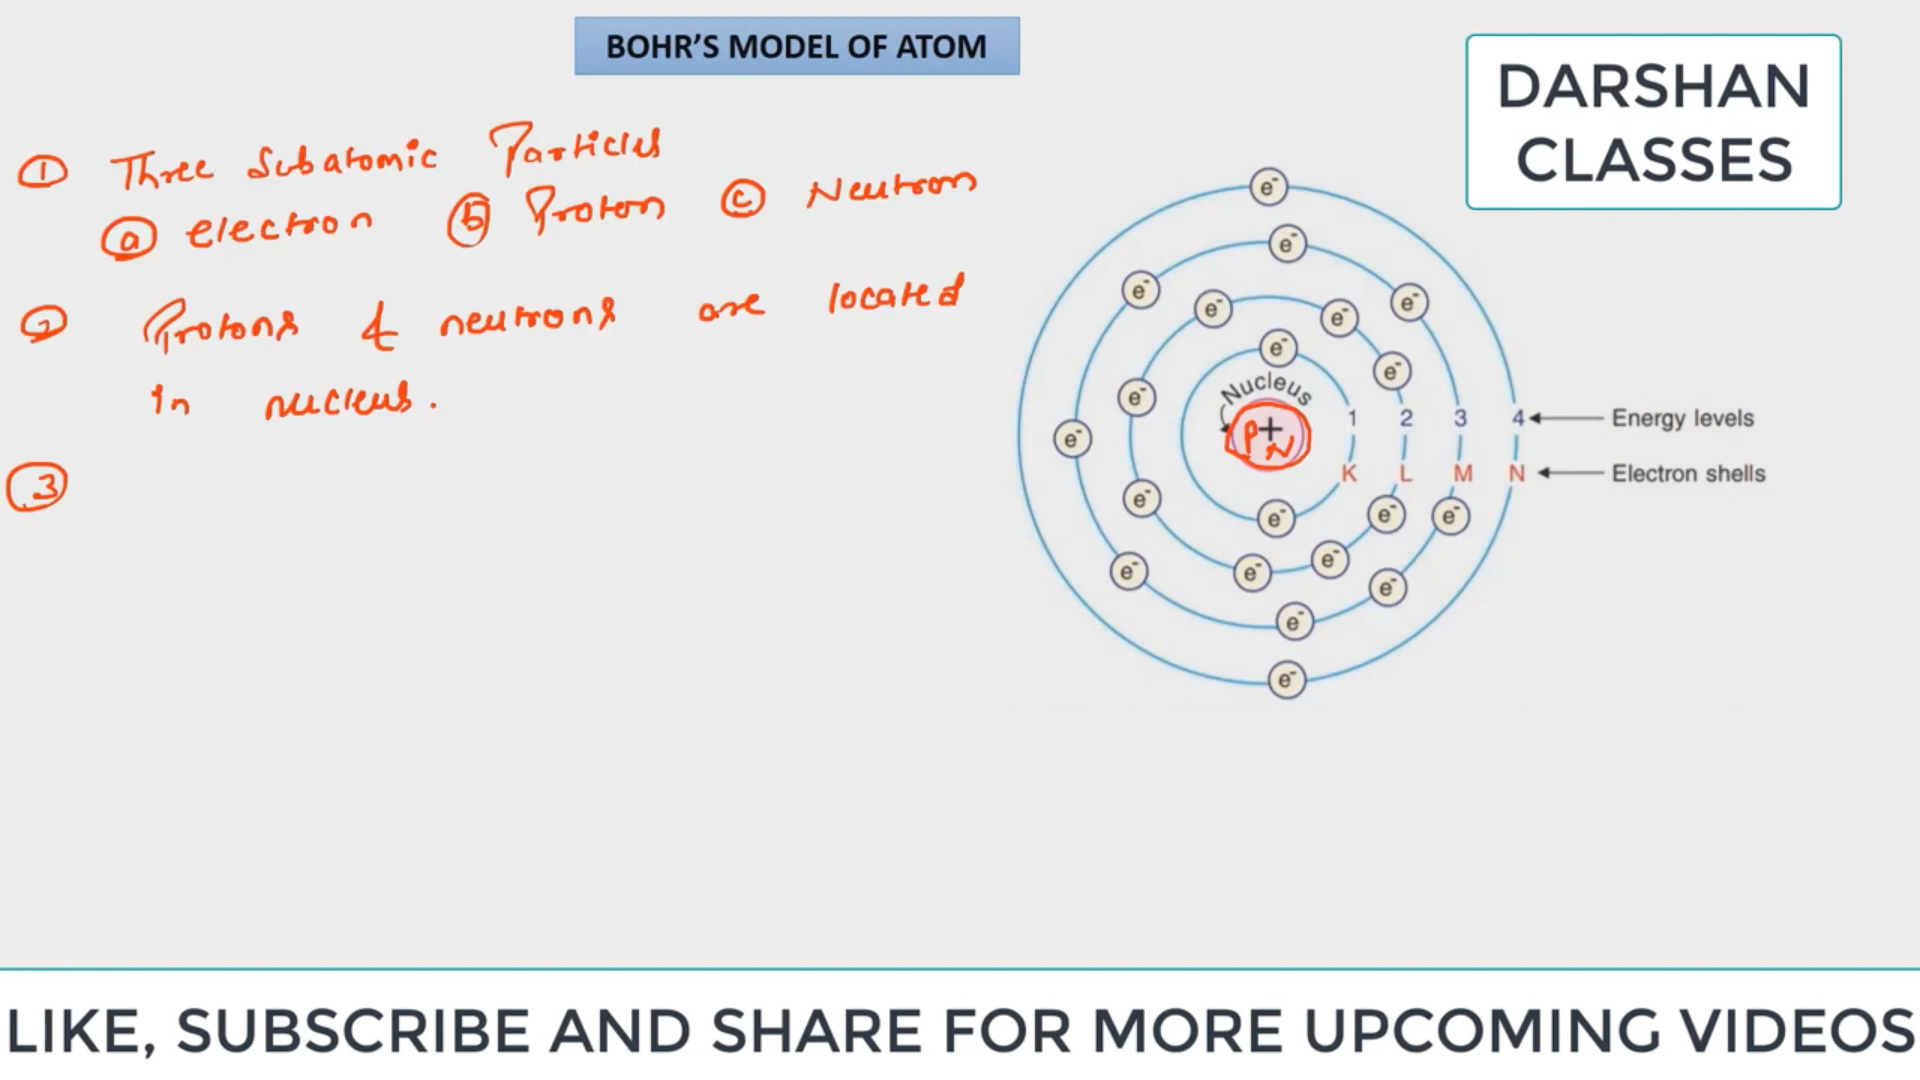 BOHR'S MODEL OF ATOM
DARSHAN
CLASSES
① Three Subatomic Particles
ⓐ electron ⓑ Proton ⓒ Neutron
② Protons & neutrons are located
in nucleus.
③
e⁻
e⁻
e⁻ e⁻
e⁻ e⁻
e⁻
e⁻
Nucleus
e⁻
+
P N
e⁻
1 2 3 4 Energy levels
K L M N Electron shells
e⁻
e⁻ e⁻ e⁻
e⁻
e⁻ e⁻
e⁻
e⁻
e⁻
LIKE, SUBSCRIBE AND SHARE FOR MORE UPCOMING VIDEOS